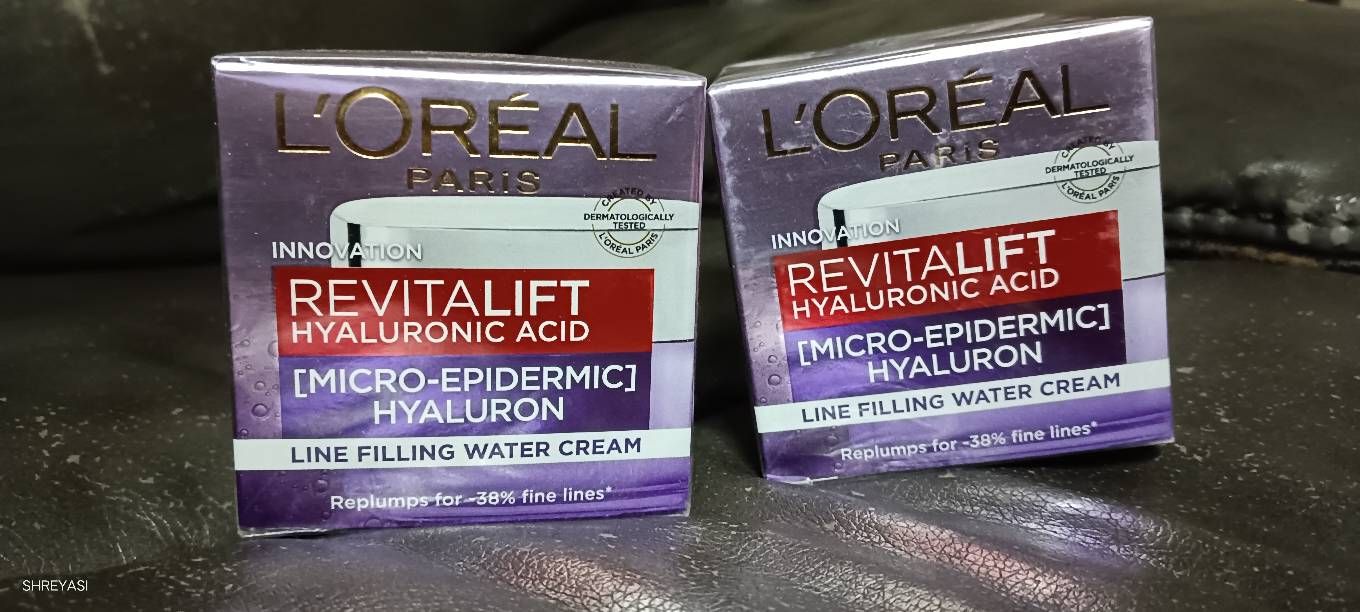 L'ORÉAL
PARiS
CREATED BY
DERMATOLOGICALLY
TESTED
L'ORÉAL PARIS
INNOVATION
REVITALIFT
HYALURONIC ACID
[MICRO-EPIDERMIC]
HYALURON
LINE FILLING WATER CREAM
Replumps for -38% fine lines*
L'ORÉAL
PARiS
CREATED BY
DERMATOLOGICALLY
TESTED
L'ORÉAL PARIS
INNOVATION
REVITALIFT
HYALURONIC ACID
[MICRO-EPIDERMIC]
HYALURON
LINE FILLING WATER CREAM
Replumps for -38% fine lines*
SHREYASI